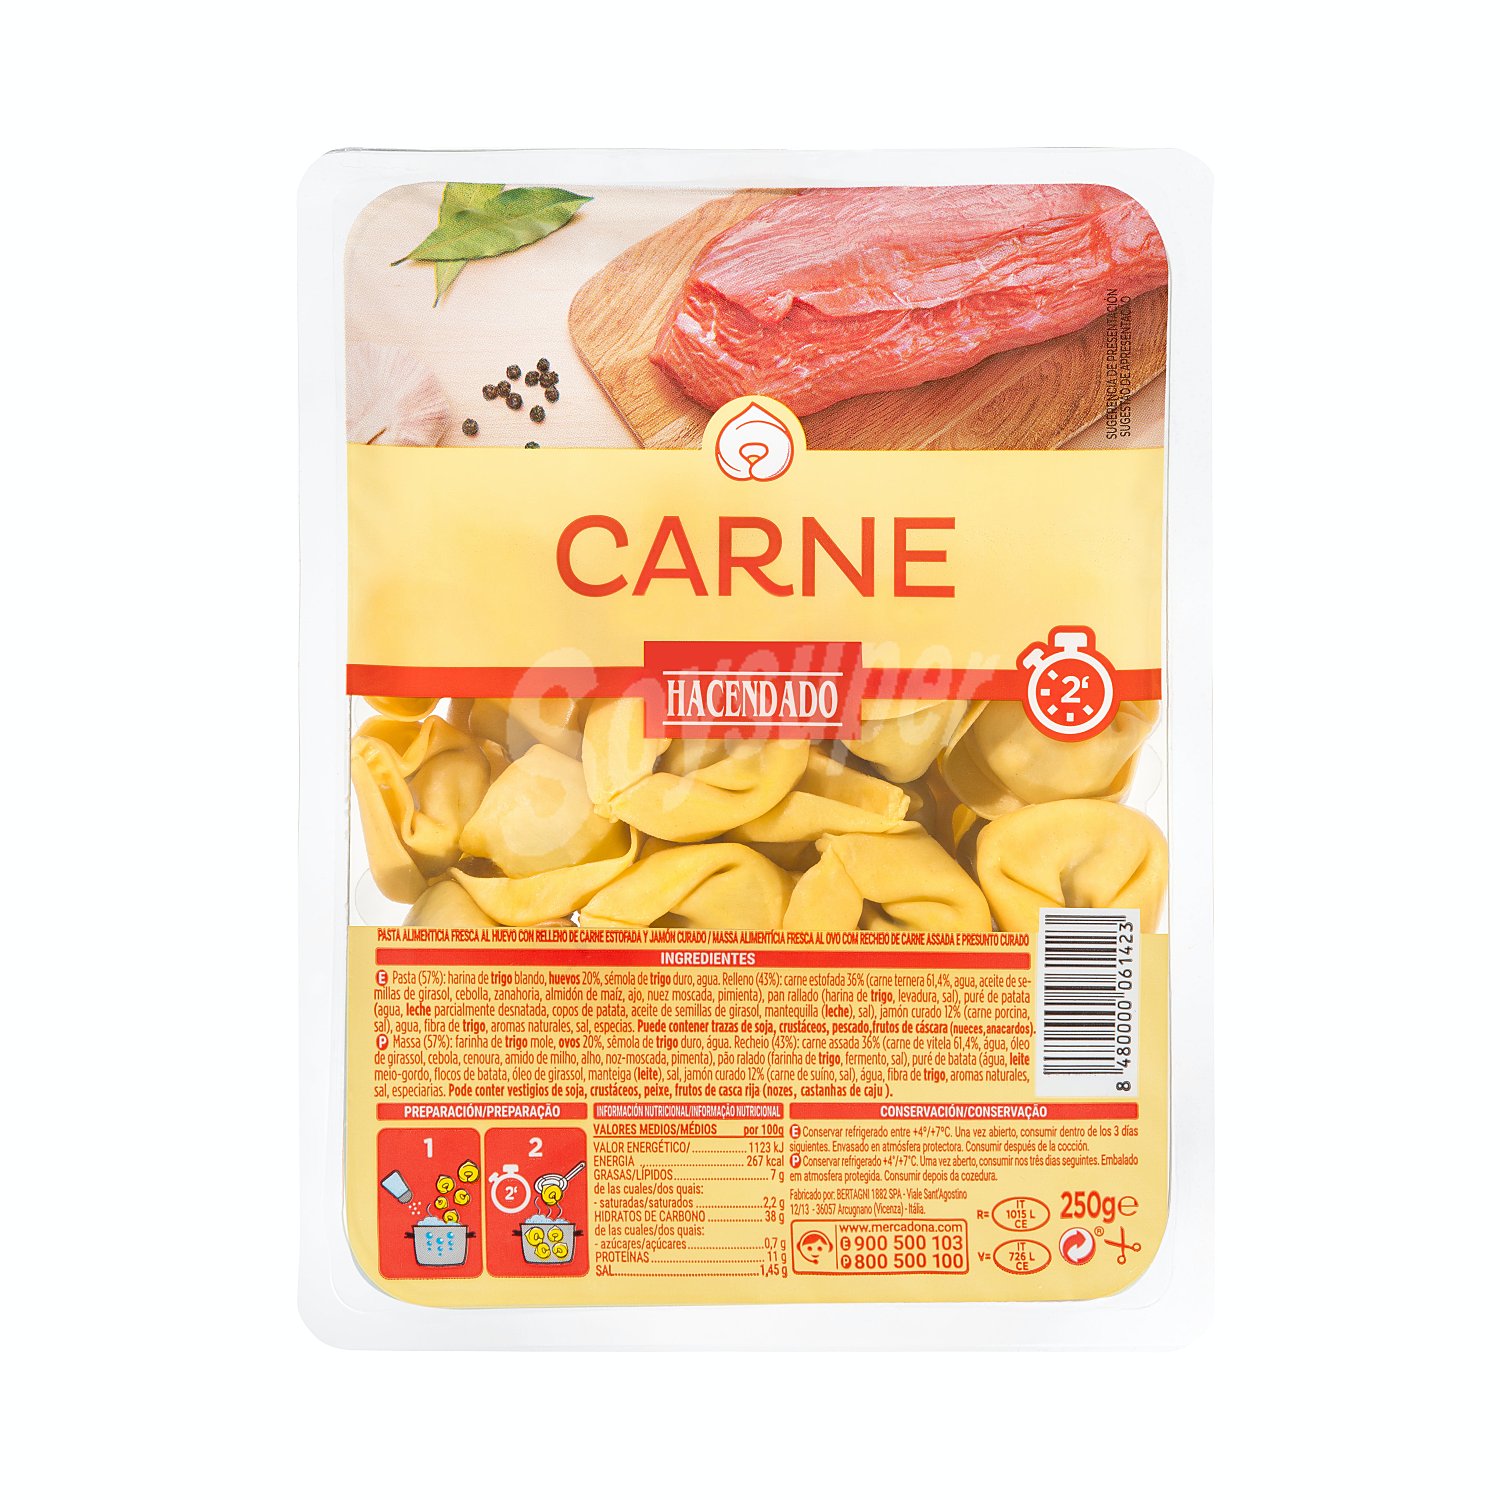 SUGERENCIA DE PRESENTACIÓN
SUGESTÃO DE APRESENTAÇÃO
CARNE
HACENDADO
2'
Soysuper
PASTA ALIMENTICIA FRESCA AL HUEVO CON RELLENO DE CARNE ESTOFADA Y JAMÓN CURADO / MASSA ALIMENTÍCIA FRESCA AL OVO COM RECHEIO DE CARNE ASSADA E PRESUNTO CURADO
INGREDIENTES
E Pasta (57%): harina de trigo blando, huevos 20%, sémola de trigo duro, agua. Relleno (43%): carne estofada 36% (carne ternera 61,4%, agua, aceite de se-
millas de girasol, cebolla, zanahoria, almidón de maíz, ajo, nuez moscada, pimienta), pan rallado (harina de trigo, levadura, sal), puré de patata
(agua, leche parcialmente desnatada, copos de patata, aceite de semillas de girasol, mantequilla (leche), sal), jamón curado 12% (carne porcina,
sal), agua, fibra de trigo, aromas naturales, sal, especias. Puede contener trazas de soja, crustáceos, pescado,frutos de cáscara (nueces,anacardos).
P Massa (57%): farinha de trigo mole, ovos 20%, sêmola de trigo duro, água. Recheio (43%): carne assada 36% (carne de vitela 61,4%, água, óleo
de girassol, cebola, cenoura, amido de milho, alho, noz-moscada, pimenta), pão ralado (farinha de trigo, fermento, sal), puré de batata (água, leite
meio-gordo, flocos de batata, óleo de girassol, manteiga (leite), sal, jamón curado 12% (carne de suíno, sal), água, fibra de trigo, aromas naturales,
sal, especiarias. Pode conter vestigios de soja, crustáceos, peixe, frutos de casca rija (nozes, castanhas de caju ).
8 480000 061423
PREPARACIÓN/PREPARAÇÃO
1
2
2'
INFORMACIÓN NUTRICIONAL/INFORMAÇÃO NUTRICIONAL
VALORES MEDIOS/MÉDIOS por 100g
VALOR ENERGÉTICO/ 1123 kJ
ENERGIA 267 kcal
GRASAS/LÍPIDOS 7 g
de las cuales/dos quais:
- saturadas/saturados 2,2 g
HIDRATOS DE CARBONO 38 g
de las cuales/dos quais:
- azúcares/açúcares 0,7 g
PROTEÍNAS 11 g
SAL 1,45 g
CONSERVACIÓN/CONSERVAÇÃO
E Conservar refrigerado entre +4°/+7°C. Una vez abierto, consumir dentro de los 3 días
siguientes. Envasado en atmósfera protectora. Consumir después de la cocción.
P Conservar refrigerado +4°/+7°C. Uma vez aberto, consumir nos três dias seguintes. Embalado
em atmosfera protegida. Consumir depois da cozedura.
Fabricado por: BERTAGNI 1882 SPA - Viale Sant'Agostino
12/13 - 36057 Arcugnano (Vicenza) - Itália.
www.mercadona.com
E 900 500 103
P 800 500 100
R= IT 1015 L CE
V= IT 726 L CE
250g e
®